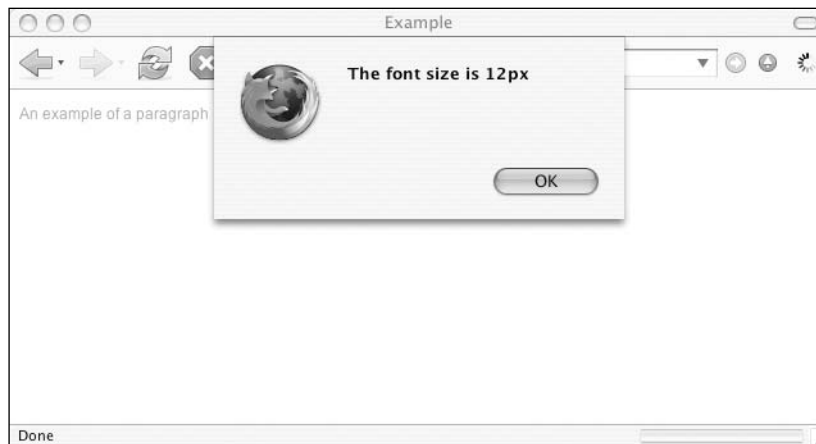 Example
The font size is 12px
An example of a paragraph
OK
Done